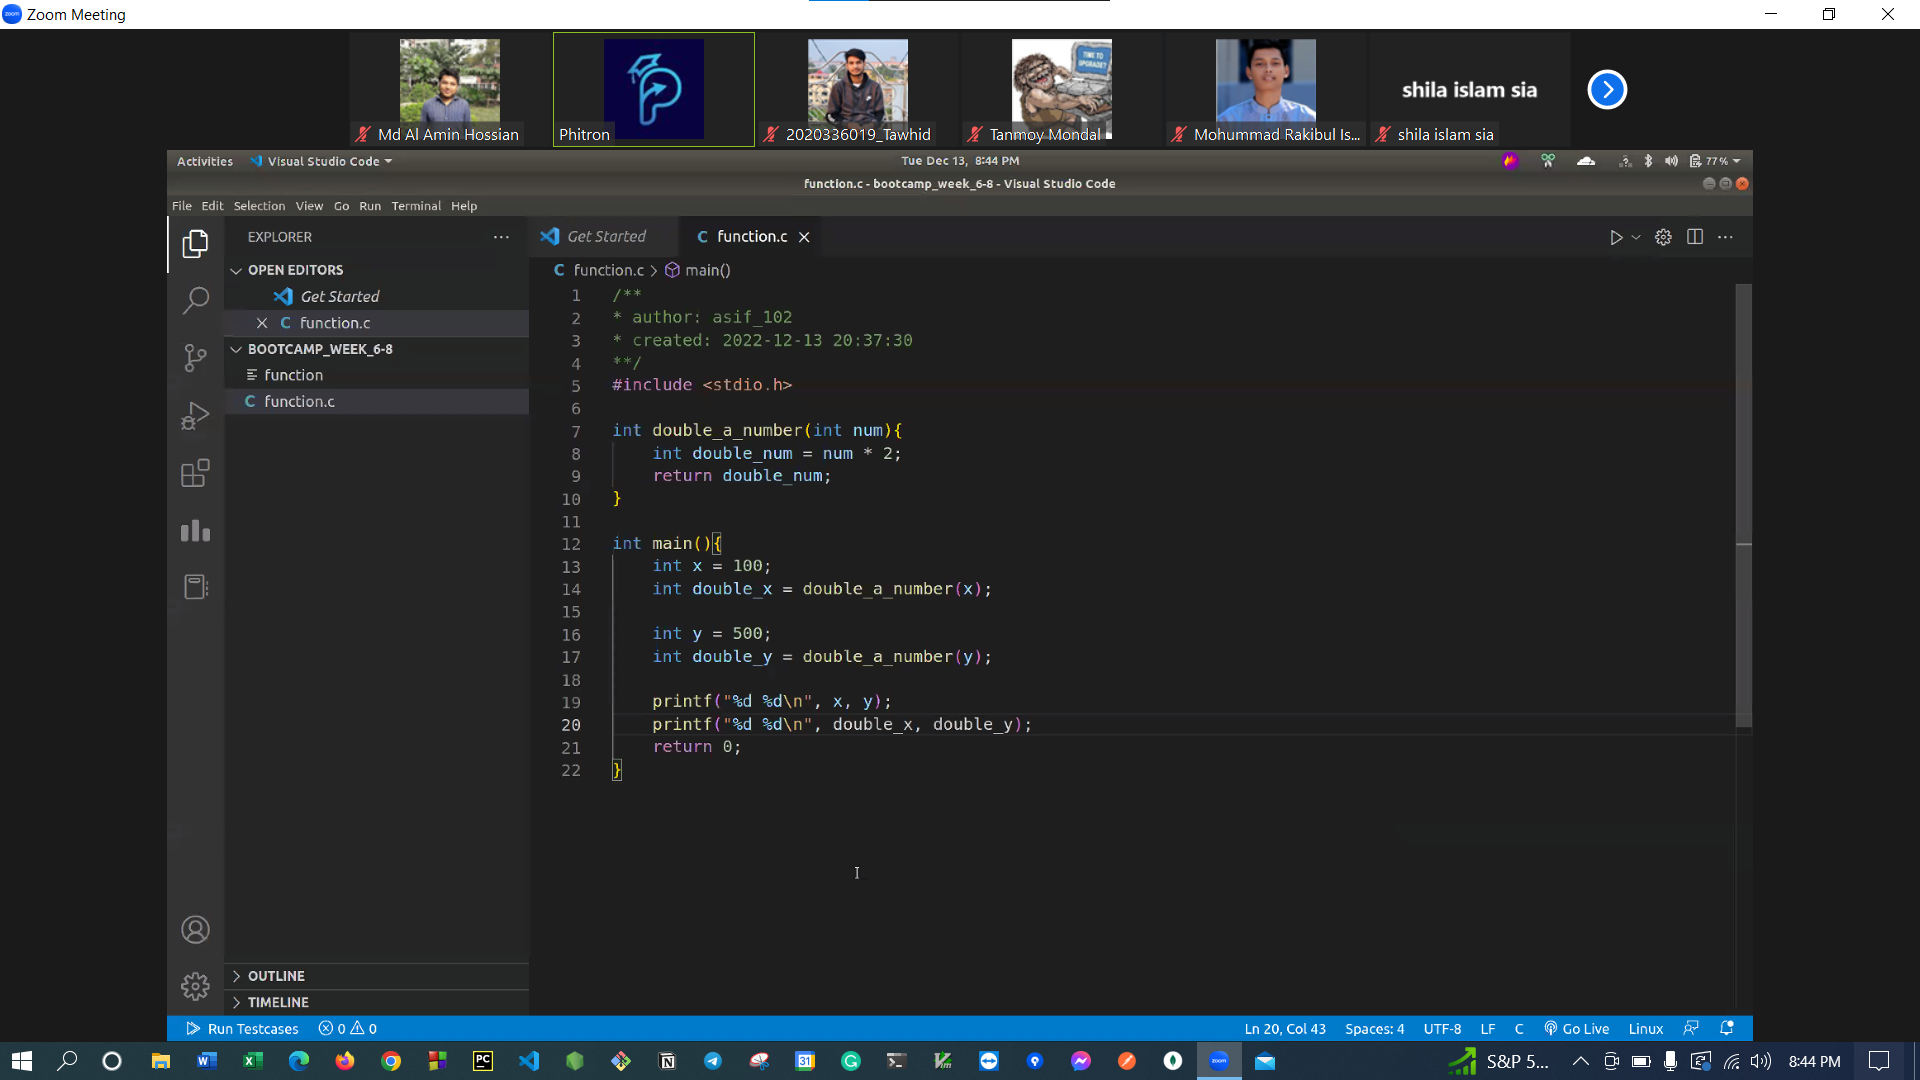 Zoom Meeting
TIME TO UPGRADE?
shila islam sia
Md Al Amin Hossian
Phitron
2020336019_Tawhid
Tanmoy Mondal
Mohummad Rakibul Is...
shila islam sia
Activities
Visual Studio Code
Tue Dec 13, 8:44 PM
77%
function.c - bootcamp_week_6-8 - Visual Studio Code
File Edit Selection View Go Run Terminal Help
EXPLORER
Get Started
C function.c
OPEN EDITORS
C function.c > main()
Get Started
C function.c
BOOTCAMP_WEEK_6-8
function
C function.c
1 /**
2 * author: asif_102
3 * created: 2022-12-13 20:37:30
4 **/
5 #include <stdio.h>
6
7 int double_a_number(int num){
8 int double_num = num * 2;
9 return double_num;
10 }
11
12 int main(){
13 int x = 100;
14 int double_x = double_a_number(x);
15
16 int y = 500;
17 int double_y = double_a_number(y);
18
19 printf("%d %d\n", x, y);
20 printf("%d %d\n", double_x, double_y);
21 return 0;
22 }
OUTLINE
TIMELINE
Run Testcases 0 0
Ln 20, Col 43 Spaces: 4 UTF-8 LF C Go Live Linux
S&P 5... 8:44 PM